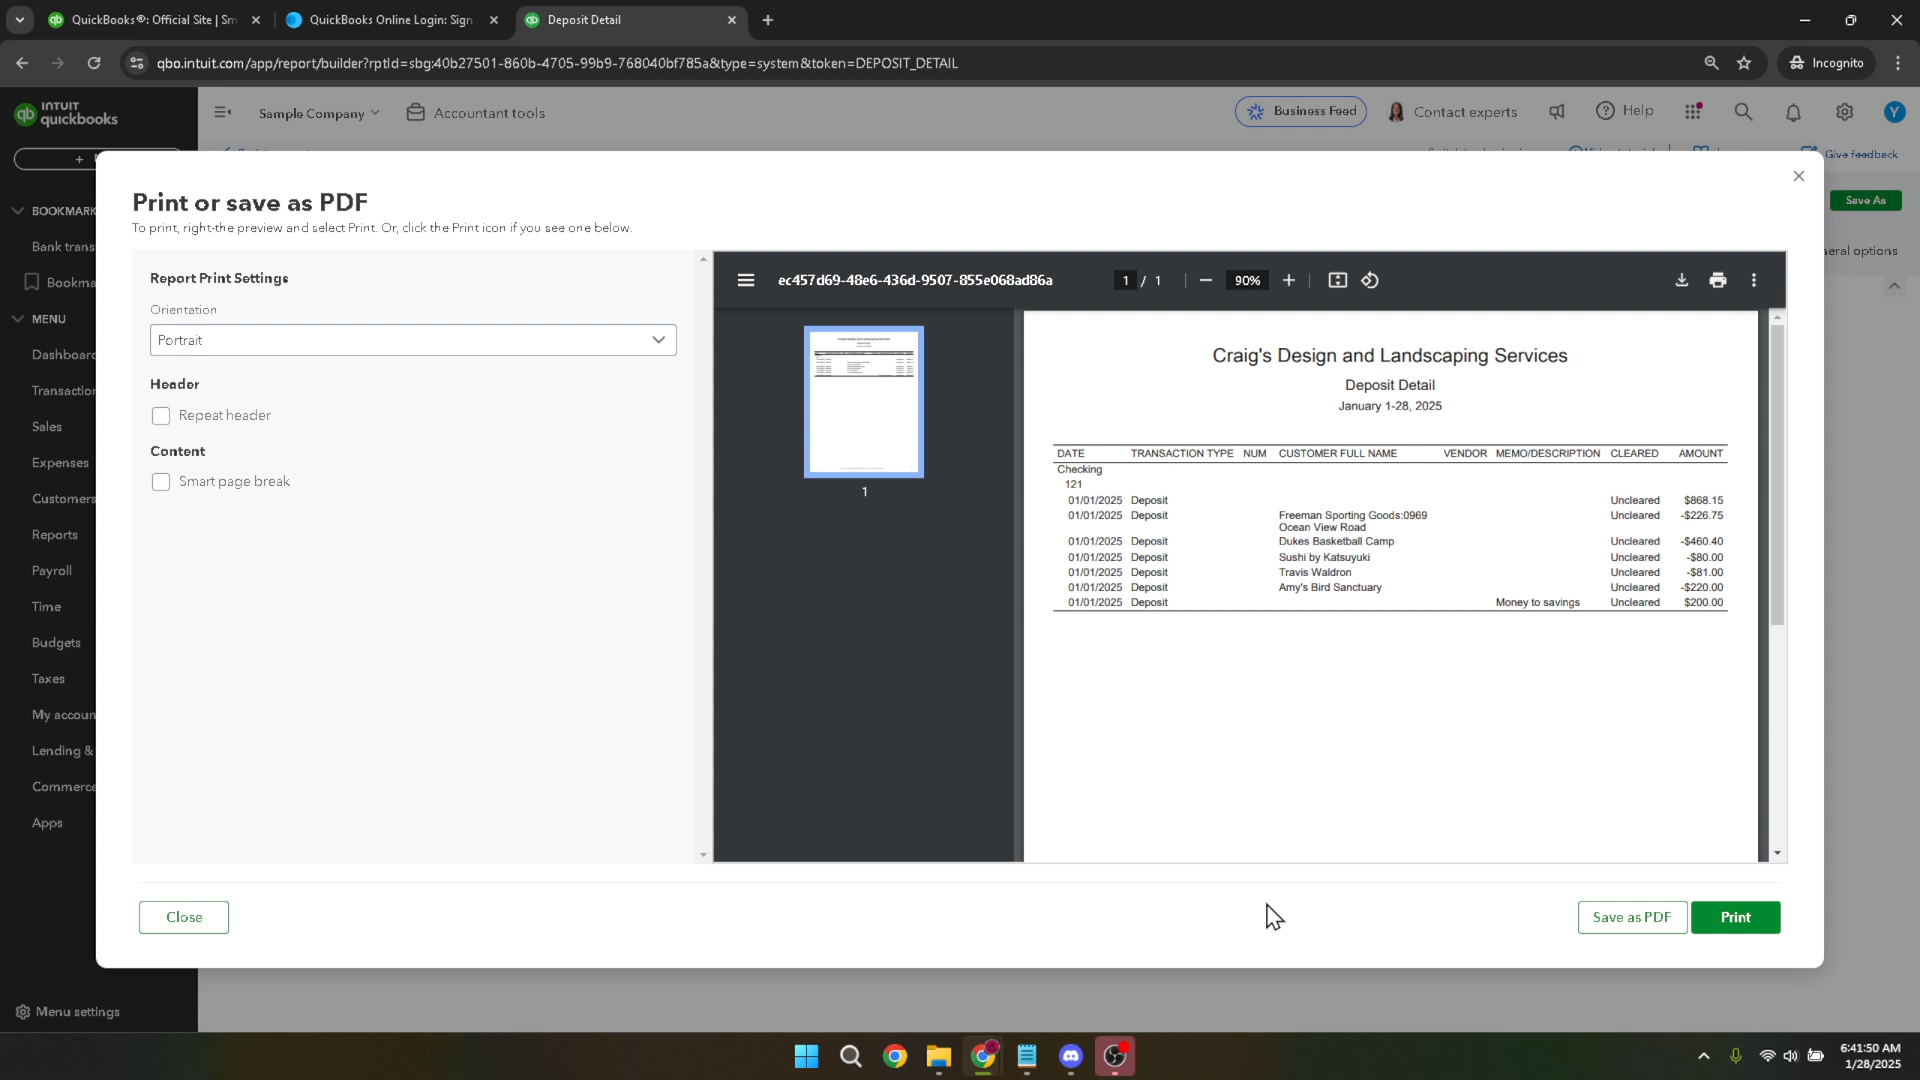 QuickBooks®: Official Site | Sm
QuickBooks Online Login: Sign
Deposit Detail
qbo.intuit.com/app/report/builder?rptId=sbg:40b27501-860b-4705-99b9-768040bf785a&type=system&token=DEPOSIT_DETAIL
Incognito
INTUIT
quickbooks
Sample Company
Accountant tools
Business Feed
Contact experts
Help
Y
Give feedback
Save As
BOOKMARK
Bank trans
Bookma
MENU
Dashboard
Transaction
Sales
Expenses
Customers
Reports
Payroll
Time
Budgets
Taxes
My accoun
Lending &
Commerce
Apps
Menu settings
Print or save as PDF
To print, right-the preview and select Print. Or, click the Print icon if you see one below.
Report Print Settings
Orientation
Portrait
Header
Repeat header
Content
Smart page break
ec457d69-48e6-436d-9507-855e068ad86a
1 / 1
90%
1
Craig's Design and Landscaping Services
Deposit Detail
January 1-28, 2025
DATE TRANSACTION TYPE NUM CUSTOMER FULL NAME VENDOR MEMO/DESCRIPTION CLEARED AMOUNT
Checking
121
01/01/2025 Deposit Uncleared $868.15
01/01/2025 Deposit Freeman Sporting Goods:0969 Uncleared -$226.75
Ocean View Road
01/01/2025 Deposit Dukes Basketball Camp Uncleared -$460.40
01/01/2025 Deposit Sushi by Katsuyuki Uncleared -$80.00
01/01/2025 Deposit Travis Waldron Uncleared -$81.00
01/01/2025 Deposit Amy's Bird Sanctuary Uncleared -$220.00
01/01/2025 Deposit Money to savings Uncleared $200.00
neral options
Close
Save as PDF
Print
6:41:50 AM
1/28/2025